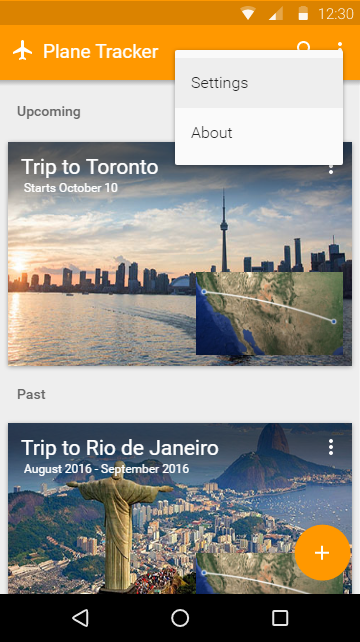 12:30
Plane Tracker
Settings
About
Upcoming
Trip to Toronto
Starts October 10
Past
Trip to Rio de Janeiro
August 2016 - September 2016